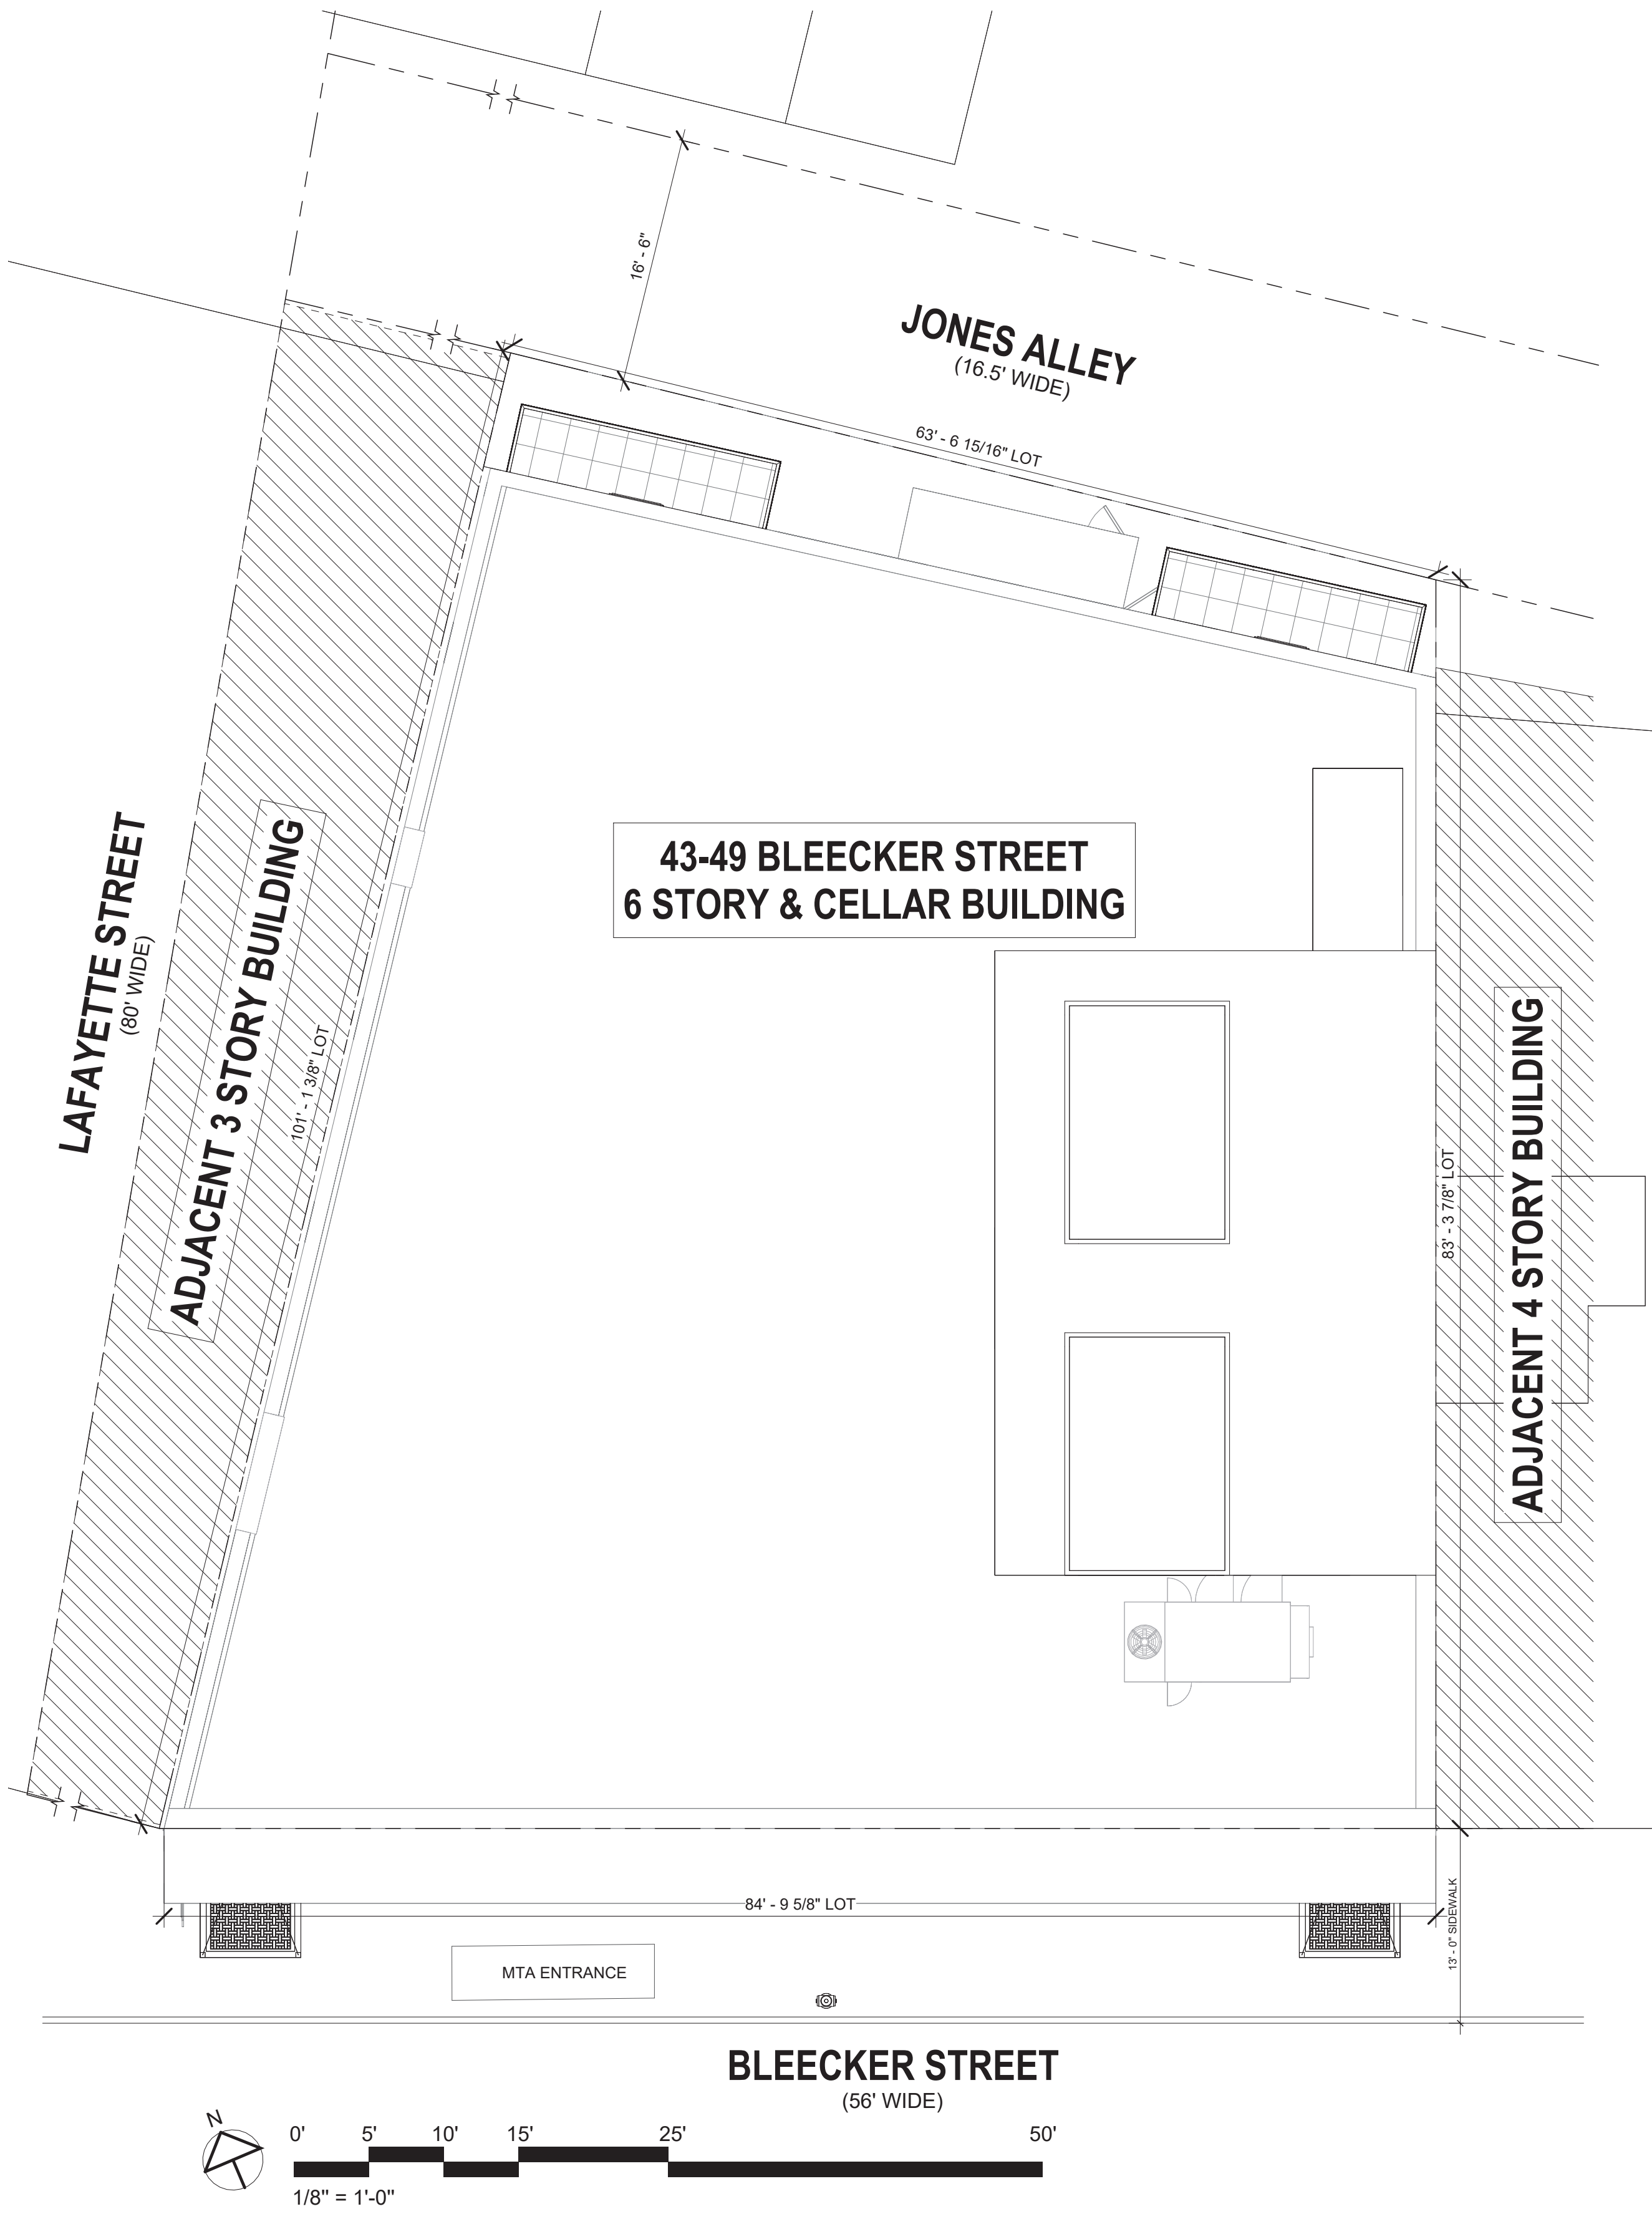 16' - 6"
JONES ALLEY
(16.5' WIDE)
63' - 6 15/16" LOT
43-49 BLEECKER STREET
6 STORY & CELLAR BUILDING
LAFAYETTE STREET
(80' WIDE)
ADJACENT 3 STORY BUILDING
101' - 1 3/8" LOT
83' - 3 7/8" LOT
ADJACENT 4 STORY BUILDING
84' - 9 5/8" LOT
13' - 0" SIDEWALK
MTA ENTRANCE
BLEECKER STREET
(56' WIDE)
N
0' 5' 10' 15' 25' 50'
1/8" = 1'-0"